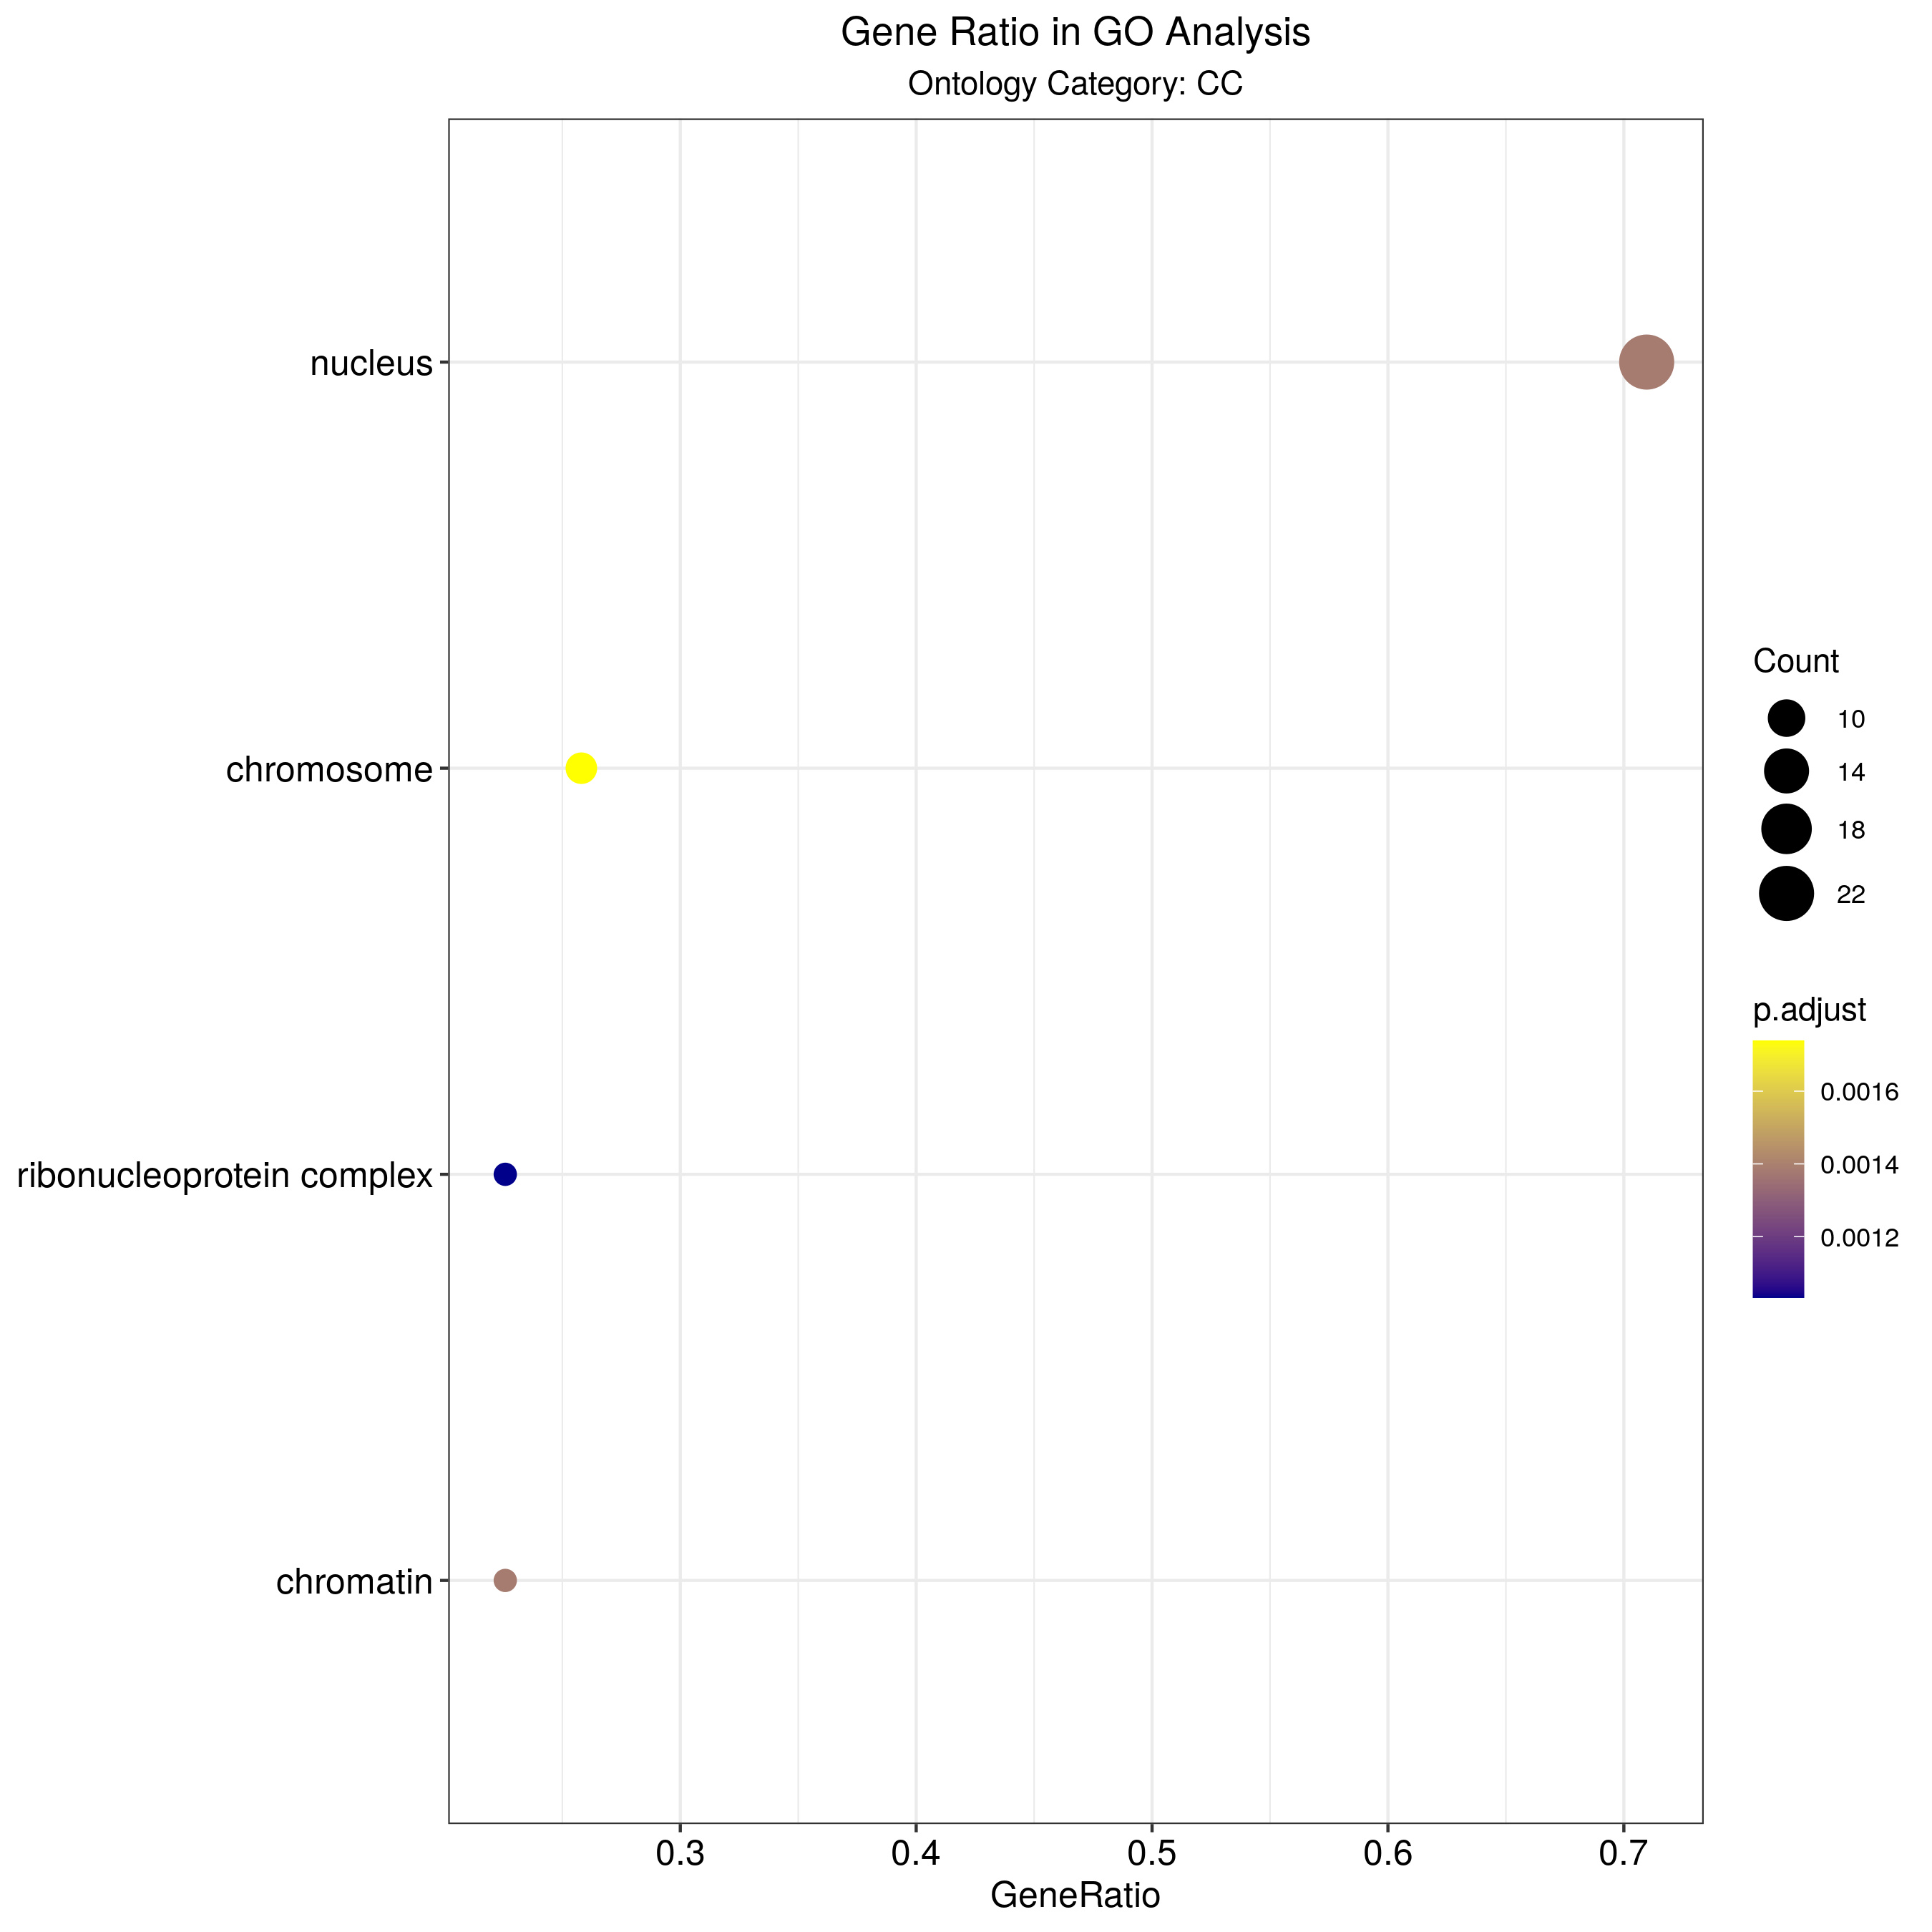 Gene Ratio in GO Analysis
Ontology Category: CC
nucleus
chromosome
ribonucleoprotein complex
chromatin
0.3
0.4
0.5
0.6
0.7
GeneRatio
Count
10
14
18
22
p.adjust
0.0016
0.0014
0.0012